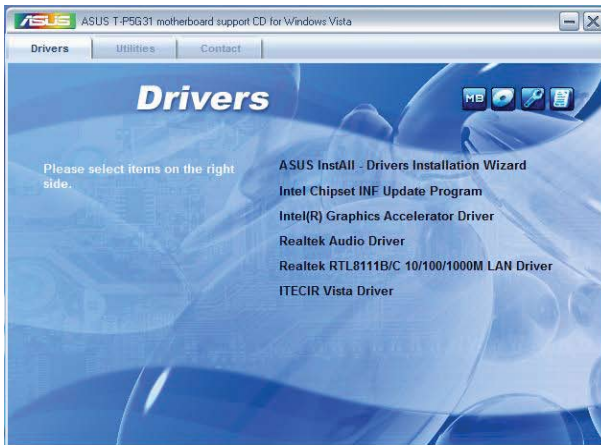 ASUS ASUS T-P5G31 motherboard support CD for Windows Vista
Drivers Utilities Contact
Drivers
MB
Please select items on the right
side.
ASUS InstAll - Drivers Installation Wizard
Intel Chipset INF Update Program
Intel(R) Graphics Accelerator Driver
Realtek Audio Driver
Realtek RTL8111B/C 10/100/1000M LAN Driver
ITECIR Vista Driver